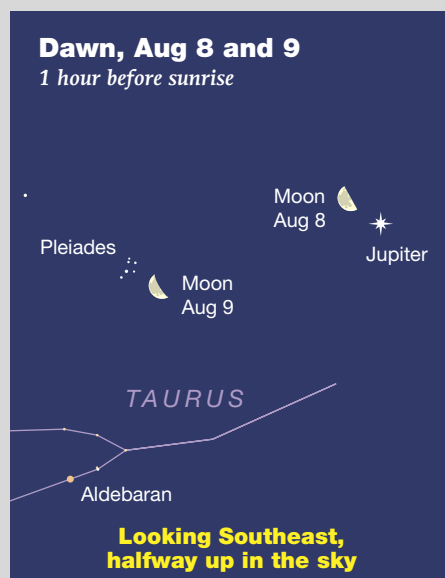 Dawn, Aug 8 and 9
1 hour before sunrise
Moon
Aug 8
Jupiter
Pleiades
Moon
Aug 9
TAURUS
Aldebaran
Looking Southeast,
halfway up in the sky